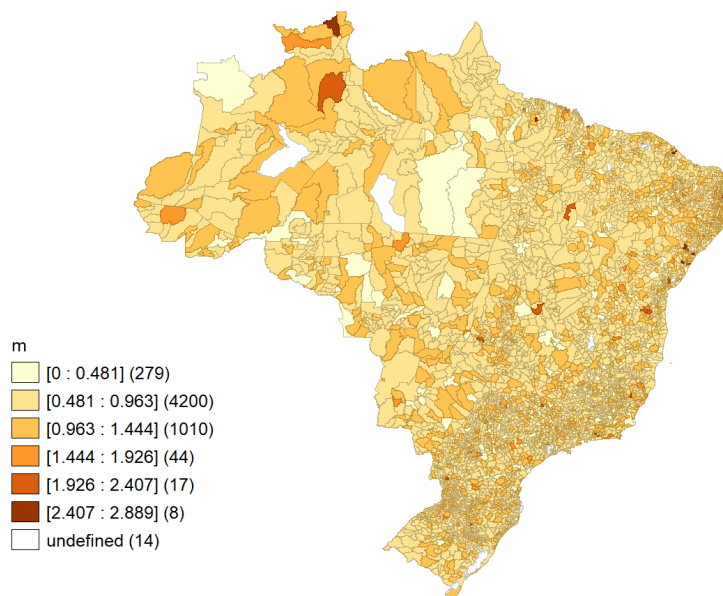 m
[0 : 0.481] (279)
[0.481 : 0.963] (4200)
[0.963 : 1.444] (1010)
[1.444 : 1.926] (44)
[1.926 : 2.407] (17)
[2.407 : 2.889] (8)
undefined (14)